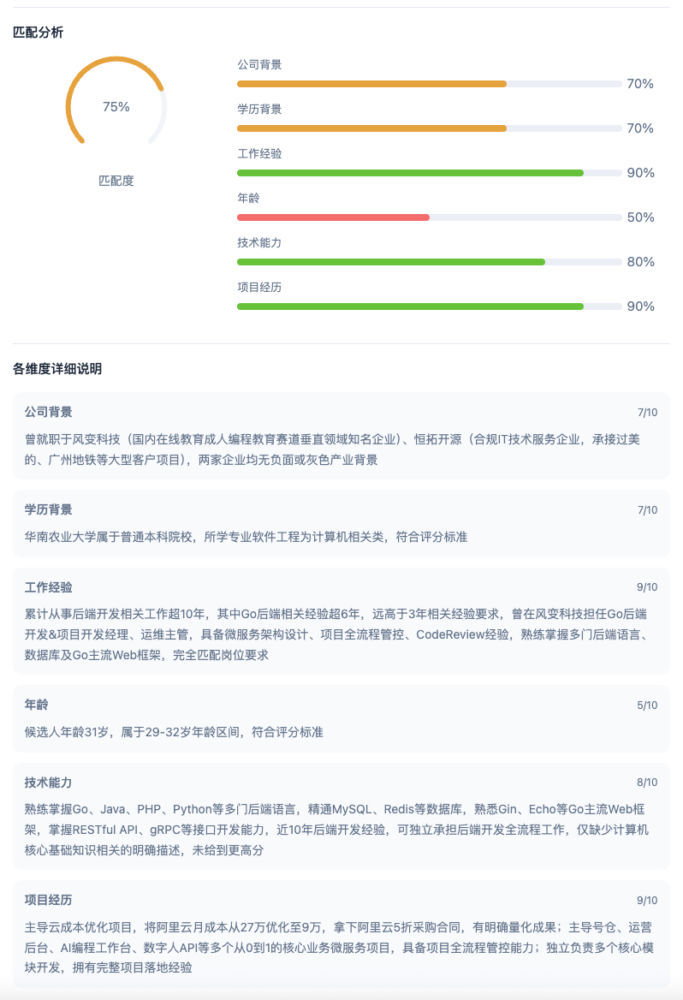 匹配分析
75%
匹配度
公司背景
70%
学历背景
70%
工作经验
90%
年龄
50%
技术能力
80%
项目经历
90%
各维度详细说明
公司背景 7/10
曾就职于风变科技（国内在线教育成人编程教育赛道垂直领域知名企业）、恒拓开源（合规IT技术服务企业，承接过美
的、广州地铁等大型客户项目），两家企业均无负面或灰色产业背景
学历背景 7/10
华南农业大学属于普通本科院校，所学专业软件工程为计算机相关类，符合评分标准
工作经验 9/10
累计从事后端开发相关工作超10年，其中Go后端相关经验超6年，远高于3年相关经验要求，曾在风变科技担任Go后端
开发&项目开发经理、运维主管，具备微服务架构设计、项目全流程管控、CodeReview经验，熟练掌握多门后端语言、
数据库及Go主流Web框架，完全匹配岗位要求
年龄 5/10
候选人年龄31岁，属于29-32岁年龄区间，符合评分标准
技术能力 8/10
熟练掌握Go、Java、PHP、Python等多门后端语言，精通MySQL、Redis等数据库，熟悉Gin、Echo等Go主流Web框
架，掌握RESTful API、gRPC等接口开发能力，近10年后端开发经验，可独立承担后端开发全流程工作，仅缺少计算机
核心基础知识相关的明确描述，未给到更高分
项目经历 9/10
主导云成本优化项目，将阿里云月成本从27万优化至9万，拿下阿里云5折采购合同，有明确量化成果；主导号仓、运营
后台、AI编程工作台、数字人API等多个从0到1的核心业务微服务项目，具备项目全流程管控能力；独立负责多个核心模
块开发，拥有完整项目落地经验